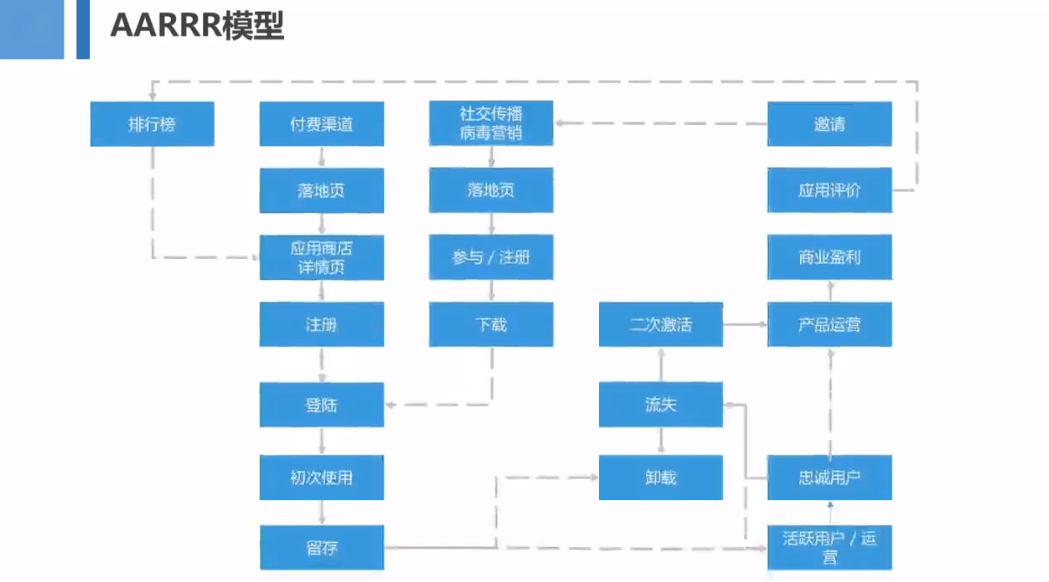 AARRR模型
排行榜
付费渠道
社交传播
病毒营销
邀请
落地页
落地页
应用评价
应用商店
详情页
参与 / 注册
商业盈利
注册
下载
二次激活
产品运营
登陆
流失
初次使用
卸载
忠诚用户
留存
活跃用户 / 运
营